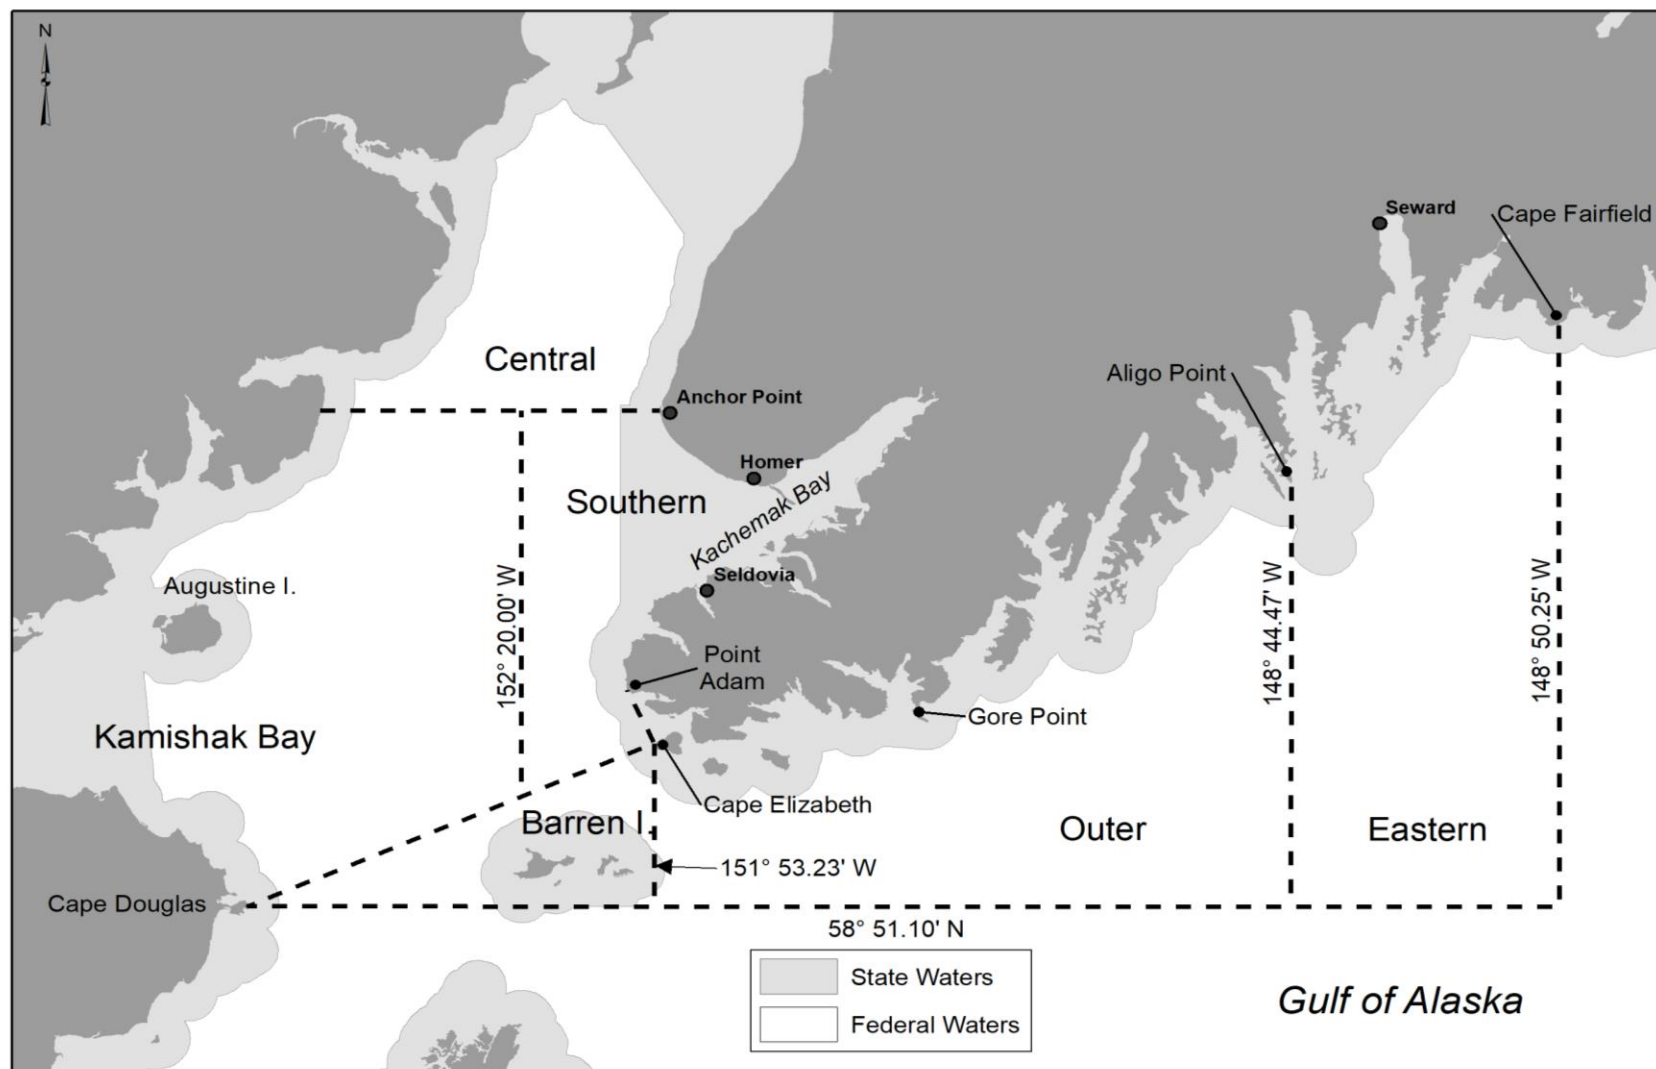 N
Seward
Cape Fairfield
Central
Aligo Point
Anchor Point
Homer
Southern
Kachemak Bay
Seldovia
Augustine I.
152° 20.00' W
148° 44.47' W
148° 50.25' W
Point
Adam
Gore Point
Kamishak Bay
Cape Elizabeth
Barren I.
Outer
Eastern
151° 53.23' W
Cape Douglas
58° 51.10' N
State Waters
Federal Waters
Gulf of Alaska